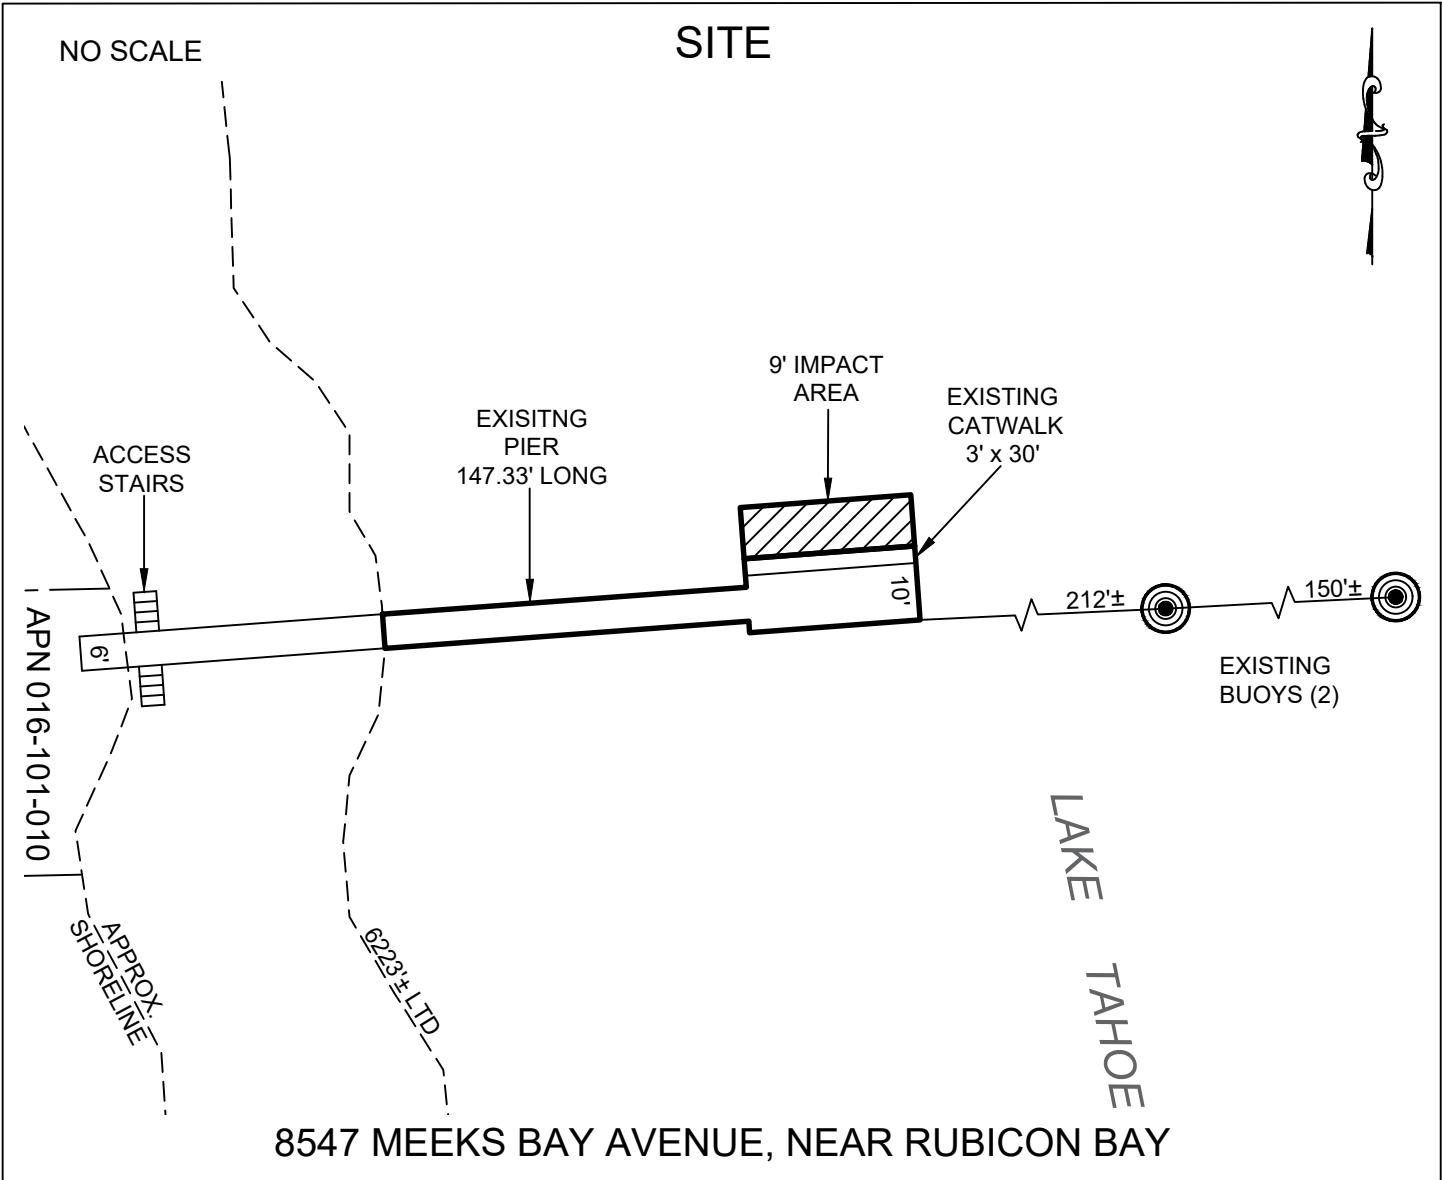 NO SCALE
SITE
9' IMPACT
AREA
EXISTING
CATWALK
3' x 30'
EXISITNG
PIER
147.33' LONG
ACCESS
STAIRS
10'
212'±
150'±
6'
APN 016-101-010
EXISTING
BUOYS (2)
LAKE TAHOE
APPROX.
SHORELINE
6223'± LTD
8547 MEEKS BAY AVENUE, NEAR RUBICON BAY